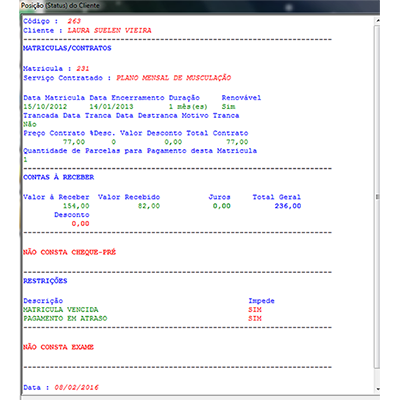 Posição (Status) do Cliente
Código : 263
Cliente : LAURA SUELEN VIEIRA
MATRICULAS/CONTRATOS
Matricula : 231
Serviço Contratado : PLANO MENSAL DE MUSCULAÇÃO
Data Matricula Data Encerramento Duração Renovável
15/10/2012 14/01/2013 1 mês(es) Sim
Trancada Data Tranca Data Destranca Motivo Tranca
Não
Preço Contrato %Desc. Valor Desconto Total Contrato
77,00 0 0,00 77,00
Quantidade de Parcelas para Pagamento desta Matricula
1
CONTAS À RECEBER
Valor à Receber Valor Recebido Juros Total Geral
154,00 82,00 0,00 236,00
Desconto
0,00
NÃO CONSTA CHEQUE-PRÉ
RESTRIÇÕES
Descrição Impede
MATRICULA VENCIDA SIM
PAGAMENTO EM ATRASO SIM
NÃO CONSTA EXAME
Data : 08/02/2016